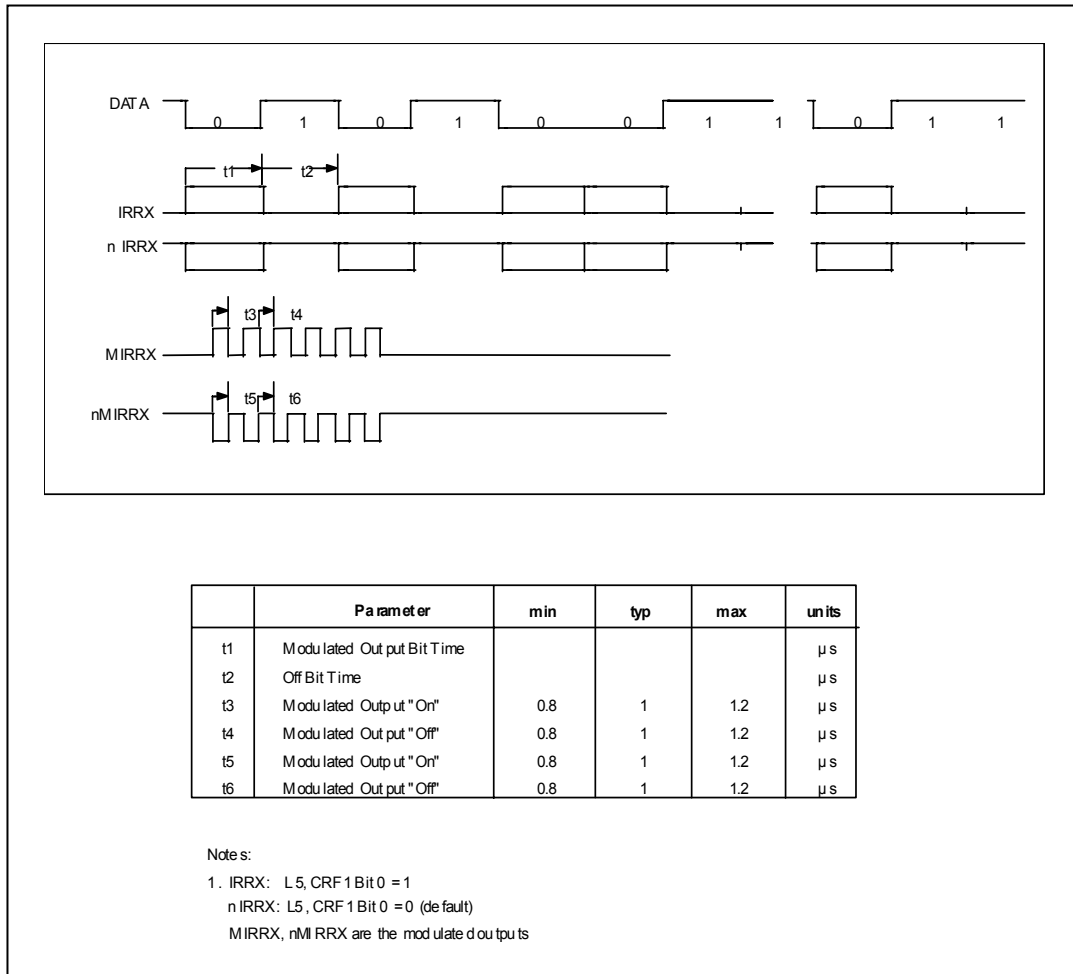 DATA
0 1 0 1 0 0 1 1 0 1 1
t1 t2
IRRX
n IRRX
t3 t4
MIRRX
t5 t6
nMIRRX
Parameter min typ max units
t1 Modulated Output Bit Time µs
t2 Off Bit Time µs
t3 Modulated Output "On" 0.8 1 1.2 µs
t4 Modulated Output "Off" 0.8 1 1.2 µs
t5 Modulated Output "On" 0.8 1 1.2 µs
t6 Modulated Output "Off" 0.8 1 1.2 µs
Notes:
1. IRRX: L5, CRF1 Bit 0 = 1
nIRRX: L5, CRF1 Bit 0 = 0 (default)
MIRRX, nMIRRX are the modulated outputs